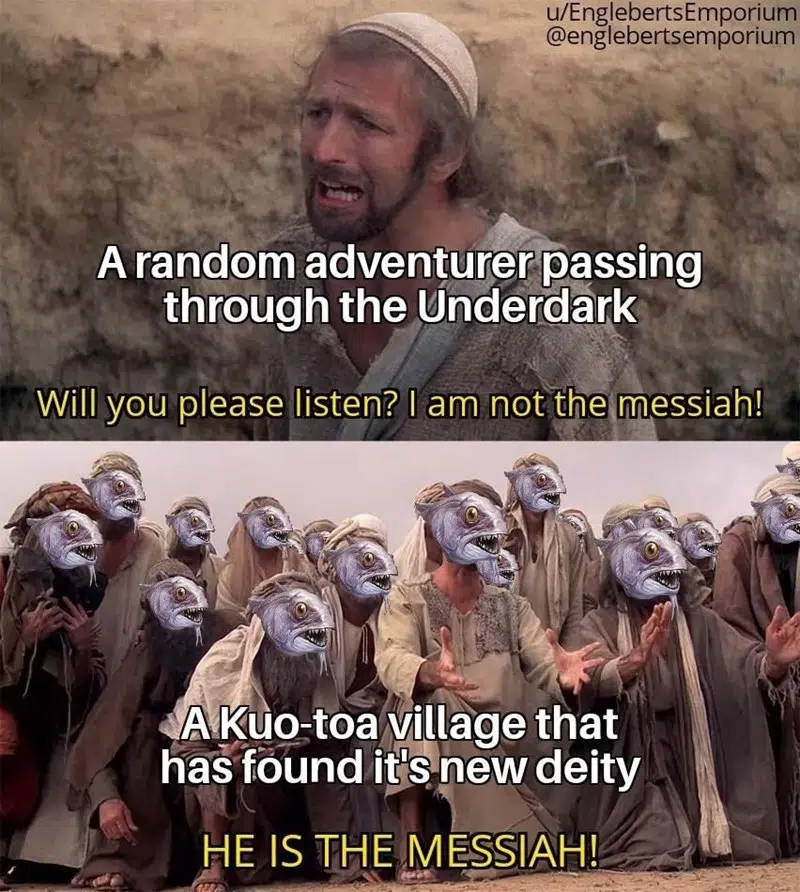 u/EnglebertsEmporium
@englebertsemporium
A random adventurer passing
through the Underdark
Will you please listen? I am not the messiah!
A Kuo-toa village that
has found it's new deity
HE IS THE MESSIAH!